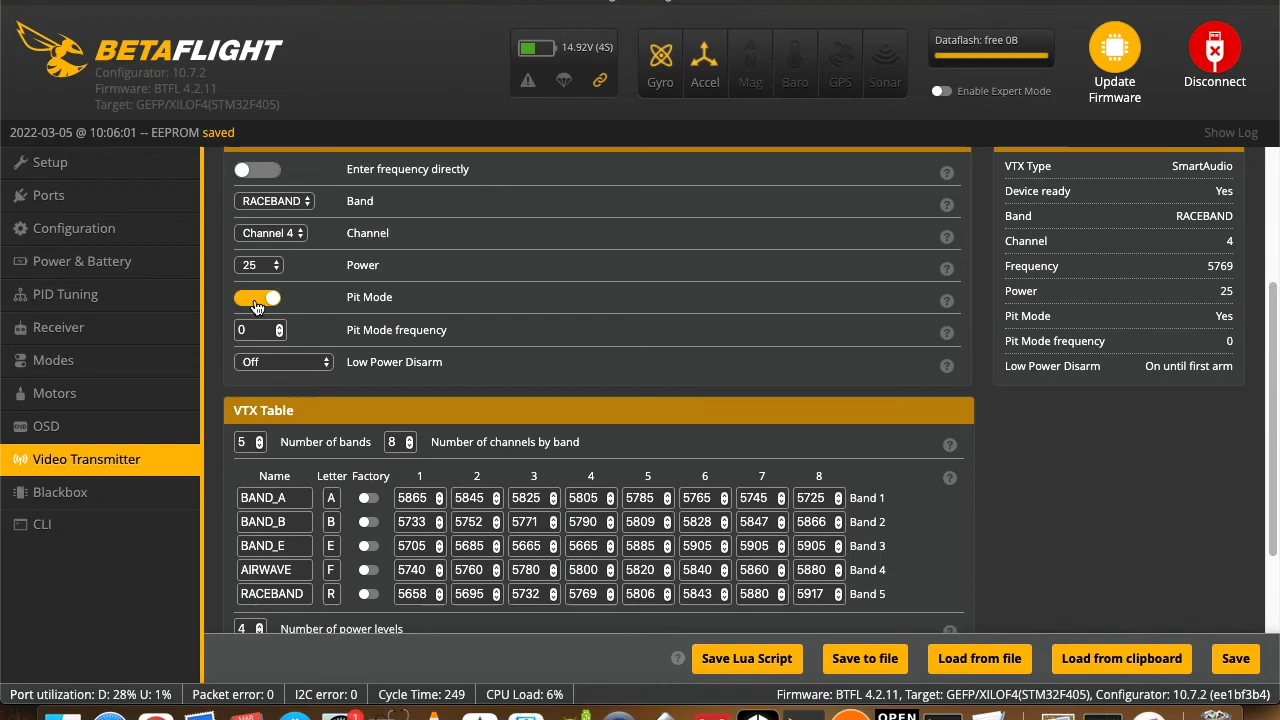 BETAFLIGHT
Configurator: 10.7.2
Firmware: BTFL 4.2.11
Target: GEFP/XILOF4(STM32F405)
14.92V (4S)
Gyro Accel Mag Baro GPS Sonar
Dataflash: free 0B
Enable Expert Mode
Update Firmware
Disconnect
2022-03-05 @ 10:06:01 -- EEPROM saved
Show Log
Setup
Ports
Configuration
Power & Battery
PID Tuning
Receiver
Modes
Motors
OSD
Video Transmitter
Blackbox
CLI
Enter frequency directly
RACEBAND Band
Channel 4 Channel
25 Power
Pit Mode
0 Pit Mode frequency
Off Low Power Disarm
VTX Type SmartAudio
Device ready Yes
Band RACEBAND
Channel 4
Frequency 5769
Power 25
Pit Mode Yes
Pit Mode frequency 0
Low Power Disarm On until first arm
VTX Table
5 Number of bands 8 Number of channels by band
Name Letter Factory 1 2 3 4 5 6 7 8
BAND_A A 5865 5845 5825 5805 5785 5765 5745 5725 Band 1
BAND_B B 5733 5752 5771 5790 5809 5828 5847 5866 Band 2
BAND_E E 5705 5685 5665 5665 5885 5905 5905 5905 Band 3
AIRWAVE F 5740 5760 5780 5800 5820 5840 5860 5880 Band 4
RACEBAND R 5658 5695 5732 5769 5806 5843 5880 5917 Band 5
4 Number of power levels
Save Lua Script Save to file Load from file Load from clipboard Save
Port utilization: D: 28% U: 1% Packet error: 0 I2C error: 0 Cycle Time: 249 CPU Load: 6% Firmware: BTFL 4.2.11, Target: GEFP/XILOF4(STM32F405), Configurator: 10.7.2 (ee1bf3b4)
MAR 1 OPEN